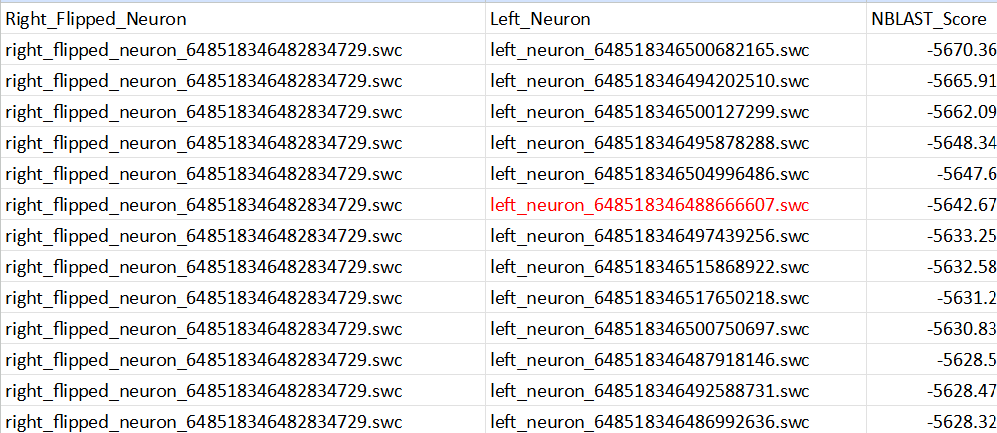 Right_Flipped_Neuron Left_Neuron NBLAST_Score
right_flipped_neuron_648518346482834729.swc left_neuron_648518346500682165.swc -5670.36
right_flipped_neuron_648518346482834729.swc left_neuron_648518346494202510.swc -5665.91
right_flipped_neuron_648518346482834729.swc left_neuron_648518346500127299.swc -5662.09
right_flipped_neuron_648518346482834729.swc left_neuron_648518346495878288.swc -5648.34
right_flipped_neuron_648518346482834729.swc left_neuron_648518346504996486.swc -5647.6
right_flipped_neuron_648518346482834729.swc left_neuron_648518346488666607.swc -5642.67
right_flipped_neuron_648518346482834729.swc left_neuron_648518346497439256.swc -5633.25
right_flipped_neuron_648518346482834729.swc left_neuron_648518346515868922.swc -5632.58
right_flipped_neuron_648518346482834729.swc left_neuron_648518346517650218.swc -5631.2
right_flipped_neuron_648518346482834729.swc left_neuron_648518346500750697.swc -5630.83
right_flipped_neuron_648518346482834729.swc left_neuron_648518346487918146.swc -5628.5
right_flipped_neuron_648518346482834729.swc left_neuron_648518346492588731.swc -5628.47
right_flipped_neuron_648518346482834729.swc left_neuron_648518346486992636.swc -5628.32